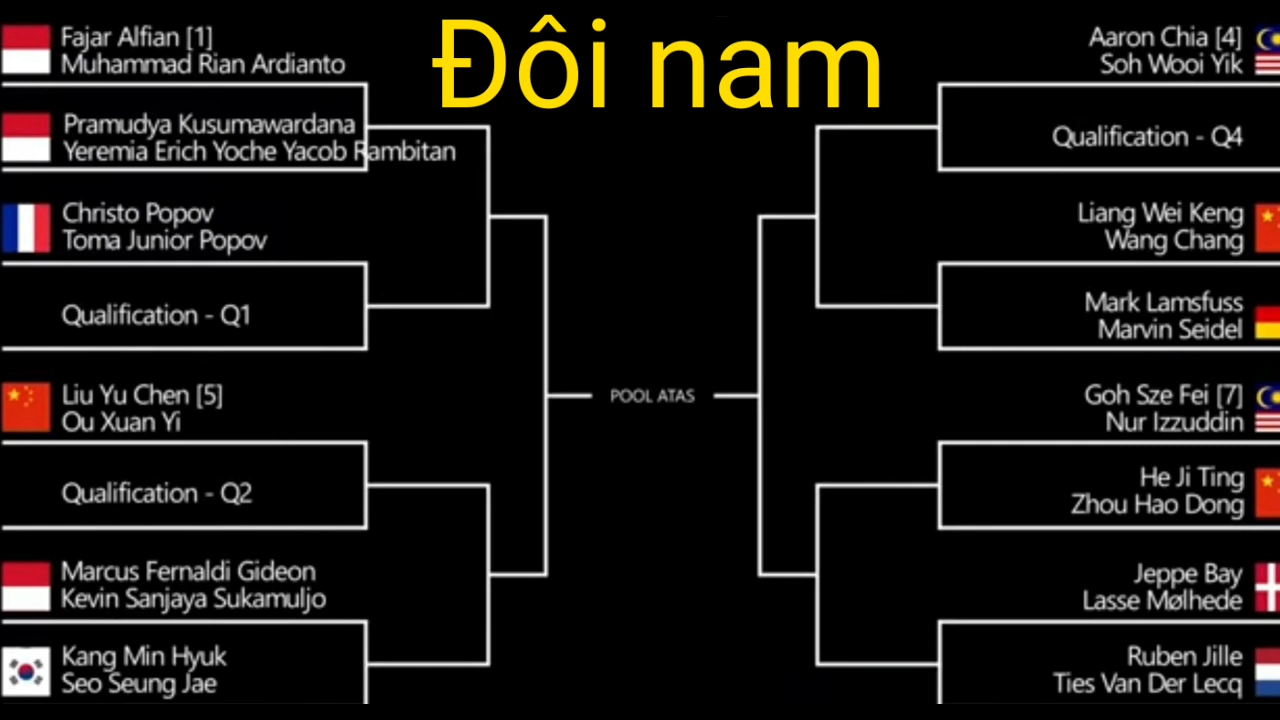 Đôi nam
Fajar Alfian [1]
Muhammad Rian Ardianto
Pramudya Kusumawardana
Yeremia Erich Yoche Yacob Rambitan
Christo Popov
Toma Junior Popov
Qualification - Q1
Liu Yu Chen [5]
Ou Xuan Yi
Qualification - Q2
Marcus Fernaldi Gideon
Kevin Sanjaya Sukamuljo
Kang Min Hyuk
Seo Seung Jae
POOL ATAS
Aaron Chia [4]
Soh Wooi Yik
Qualification - Q4
Liang Wei Keng
Wang Chang
Mark Lamsfuss
Marvin Seidel
Goh Sze Fei [7]
Nur Izzuddin
He Ji Ting
Zhou Hao Dong
Jeppe Bay
Lasse Mølhede
Ruben Jille
Ties Van Der Lecq